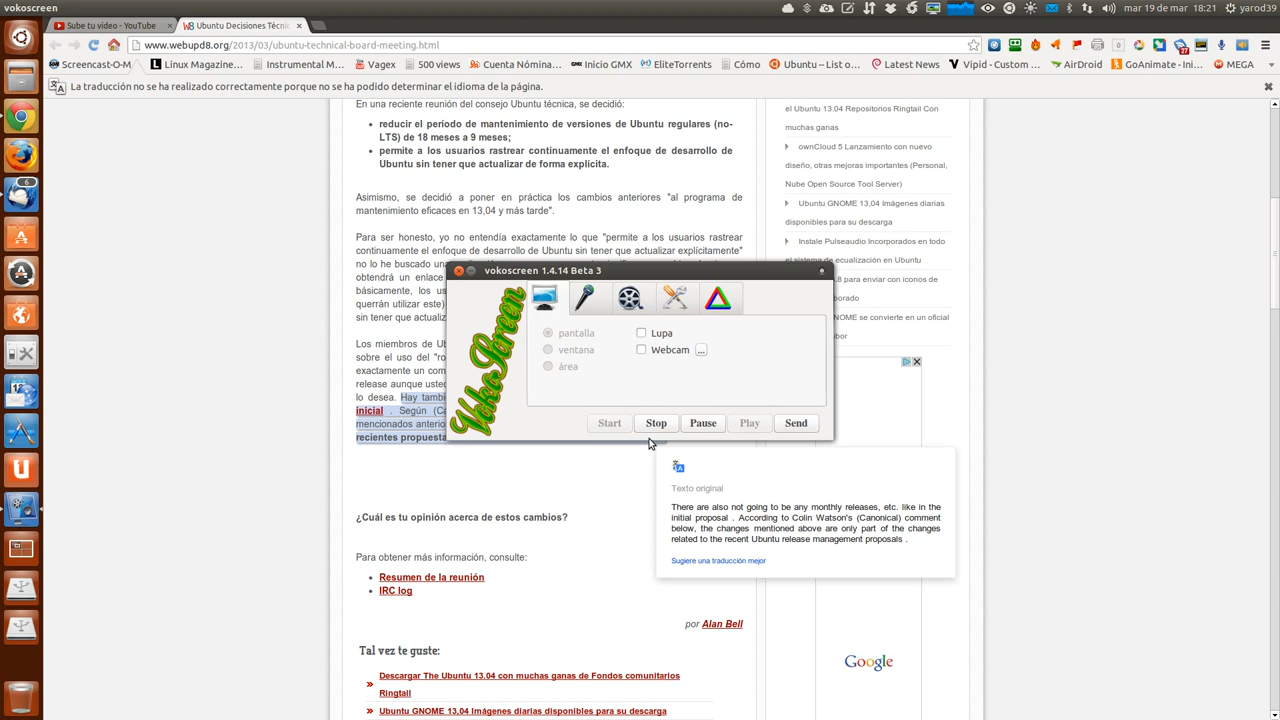 vokoscreen
mar 19 de mar 18:21
yarod39
Sube tu vídeo - YouTube
W8 Ubuntu Decisiones Técni
www.webupd8.org/2013/03/ubuntu-technical-board-meeting.html
Screencast-O-M
Linux Magazine...
Instrumental M...
Vagex
500 views
Cuenta Nómina...
Inicio GMX
EliteTorrents
Cómo
Ubuntu – List o...
Latest News
Vipid - Custom ...
AirDroid
GoAnimate - Ini...
MEGA
La traducción no se ha realizado correctamente porque no se ha podido determinar el idioma de la página.
En una reciente reunión del consejo Ubuntu técnica, se decidió:
reducir el periodo de mantenimiento de versiones de Ubuntu regulares (no-
LTS) de 18 meses a 9 meses;
permite a los usuarios rastrear continuamente el enfoque de desarrollo de
Ubuntu sin tener que actualizar de forma explícita.
Asimismo, se decidió a poner en práctica los cambios anteriores "al programa de
mantenimiento eficaces en 13,04 y más tarde".
Para ser honesto, yo no entendía exactamente lo que "permite a los usuarios rastrear
continuamente el enfoque de desarrollo de Ubuntu sin tener que actualizar explícitamente"
no lo he buscado una
obtendrá un enlace
básicamente, los us
querrán utilizar este)
sin tener que actual
Los miembros de U
sobre el uso del "ro
exactamente un com
release aunque uste
lo desea. Hay tambi
inicial . Según (Ca
mencionados anterio
recientes propuesta
¿Cuál es tu opinión acerca de estos cambios?
Para obtener más información, consulte:
Resumen de la reunión
IRC log
por Alan Bell
Tal vez te guste:
Descargar The Ubuntu 13.04 con muchas ganas de Fondos comunitarios
Ringtail
Ubuntu GNOME 13,04 Imágenes diarias disponibles para su descarga
el Ubuntu 13.04 Repositorios Ringtail Con
muchas ganas
ownCloud 5 Lanzamiento con nuevo
diseño, otras mejoras importantes (Personal,
Nube Open Source Tool Server)
Ubuntu GNOME 13,04 Imágenes diarias
disponibles para su descarga
Instale Pulseaudio Incorporados en todo
el sistema de ecualización en Ubuntu
.8 para enviar con iconos de
orado
NOME se convierte en un oficial
bor
vokoscreen 1.4.14 Beta 3
VokoScreen
pantalla
Lupa
ventana
Webcam
...
área
Start
Stop
Pause
Play
Send
Texto original
There are also not going to be any monthly releases, etc. like in the
initial proposal . According to Colin Watson's (Canonical) comment
below, the changes mentioned above are only part of the changes
related to the recent Ubuntu release management proposals .
Sugiere una traducción mejor
Google
6
27
0